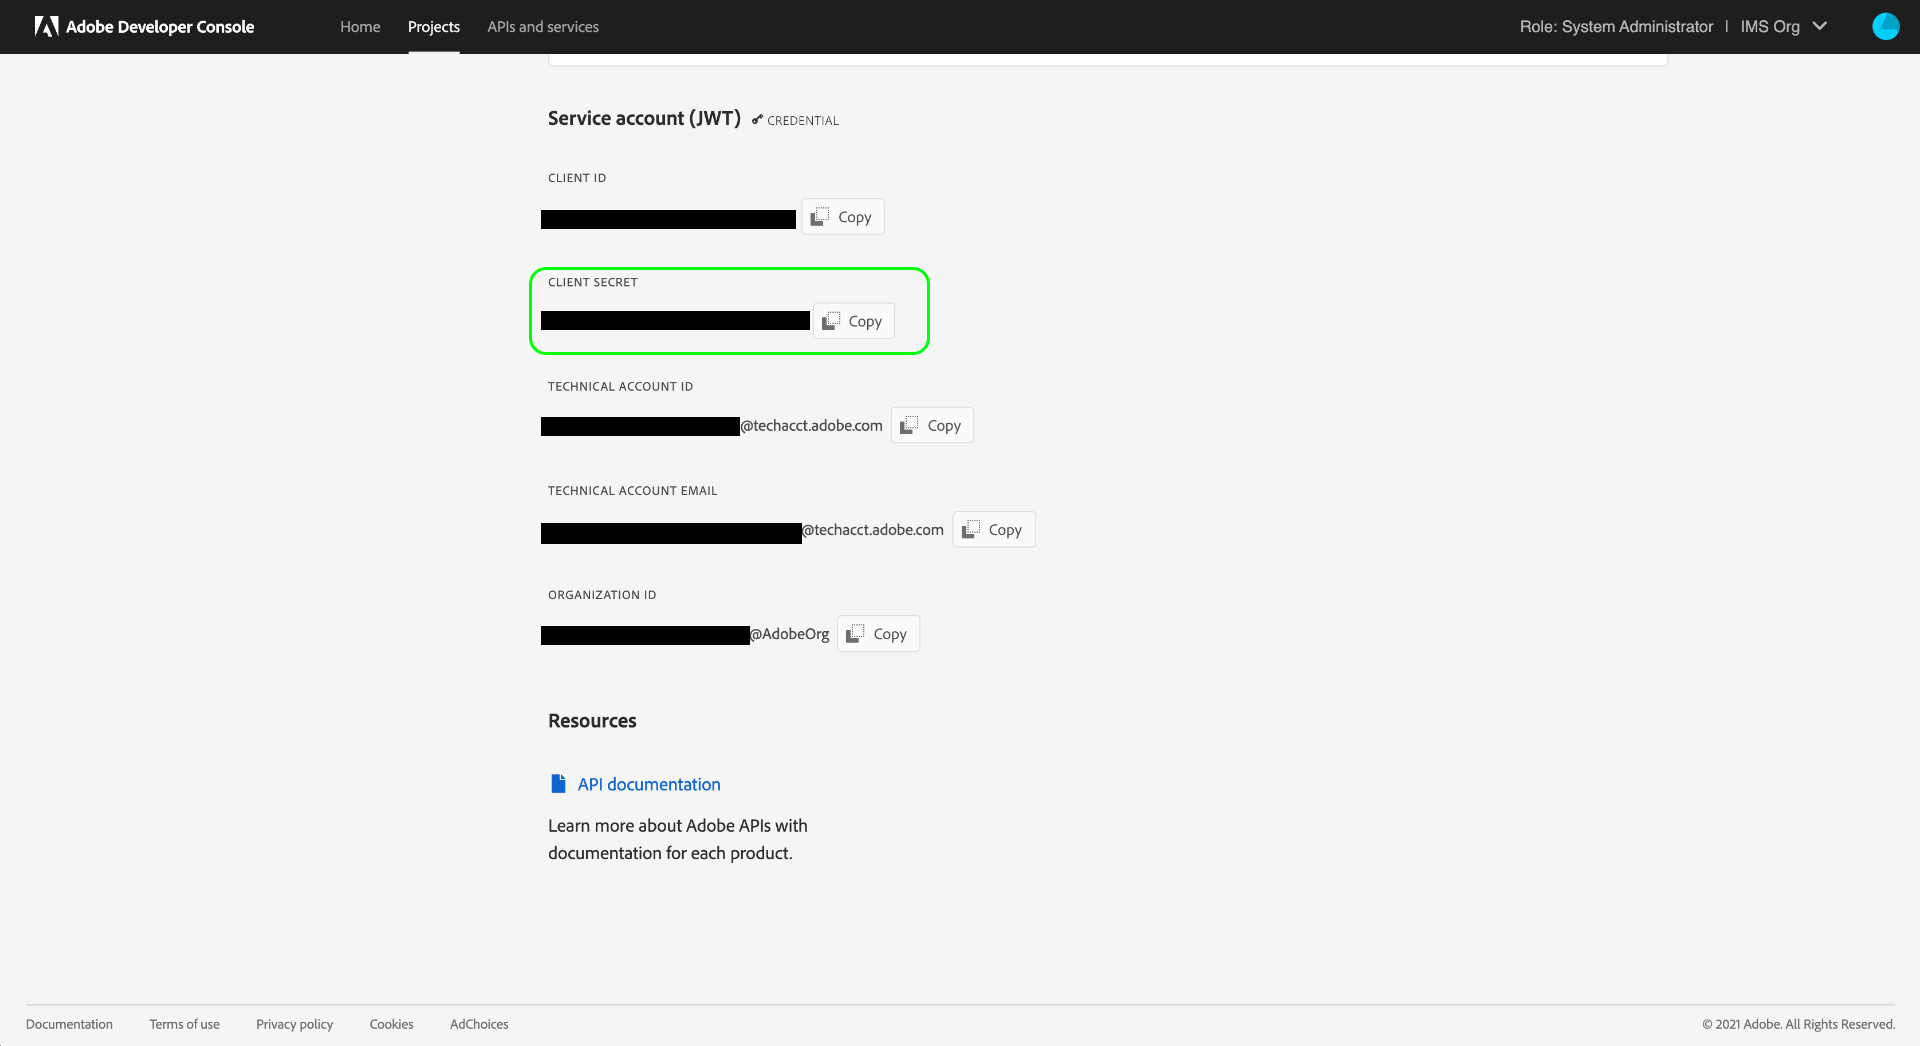 Adobe Developer Console Home Projects APIs and services Role: System Administrator | IMS Org
Service account (JWT) CREDENTIAL
CLIENT ID
Copy
CLIENT SECRET
Copy
TECHNICAL ACCOUNT ID
@techacct.adobe.com Copy
TECHNICAL ACCOUNT EMAIL
@techacct.adobe.com Copy
ORGANIZATION ID
@AdobeOrg Copy
Resources
API documentation
Learn more about Adobe APIs with
documentation for each product.
Documentation Terms of use Privacy policy Cookies AdChoices © 2021 Adobe. All Rights Reserved.